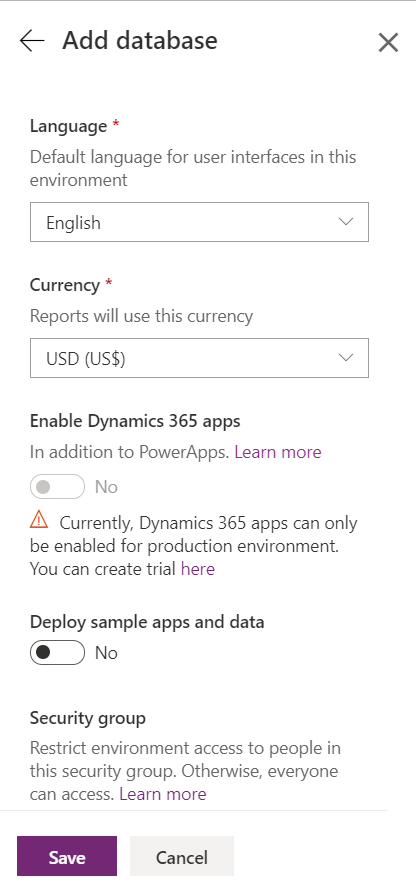 Add database
Language *
Default language for user interfaces in this
environment
English
Currency *
Reports will use this currency
USD (US$)
Enable Dynamics 365 apps
In addition to PowerApps. Learn more
No
Currently, Dynamics 365 apps can only
be enabled for production environment.
You can create trial here
Deploy sample apps and data
No
Security group
Restrict environment access to people in
this security group. Otherwise, everyone
can access. Learn more
Save
Cancel